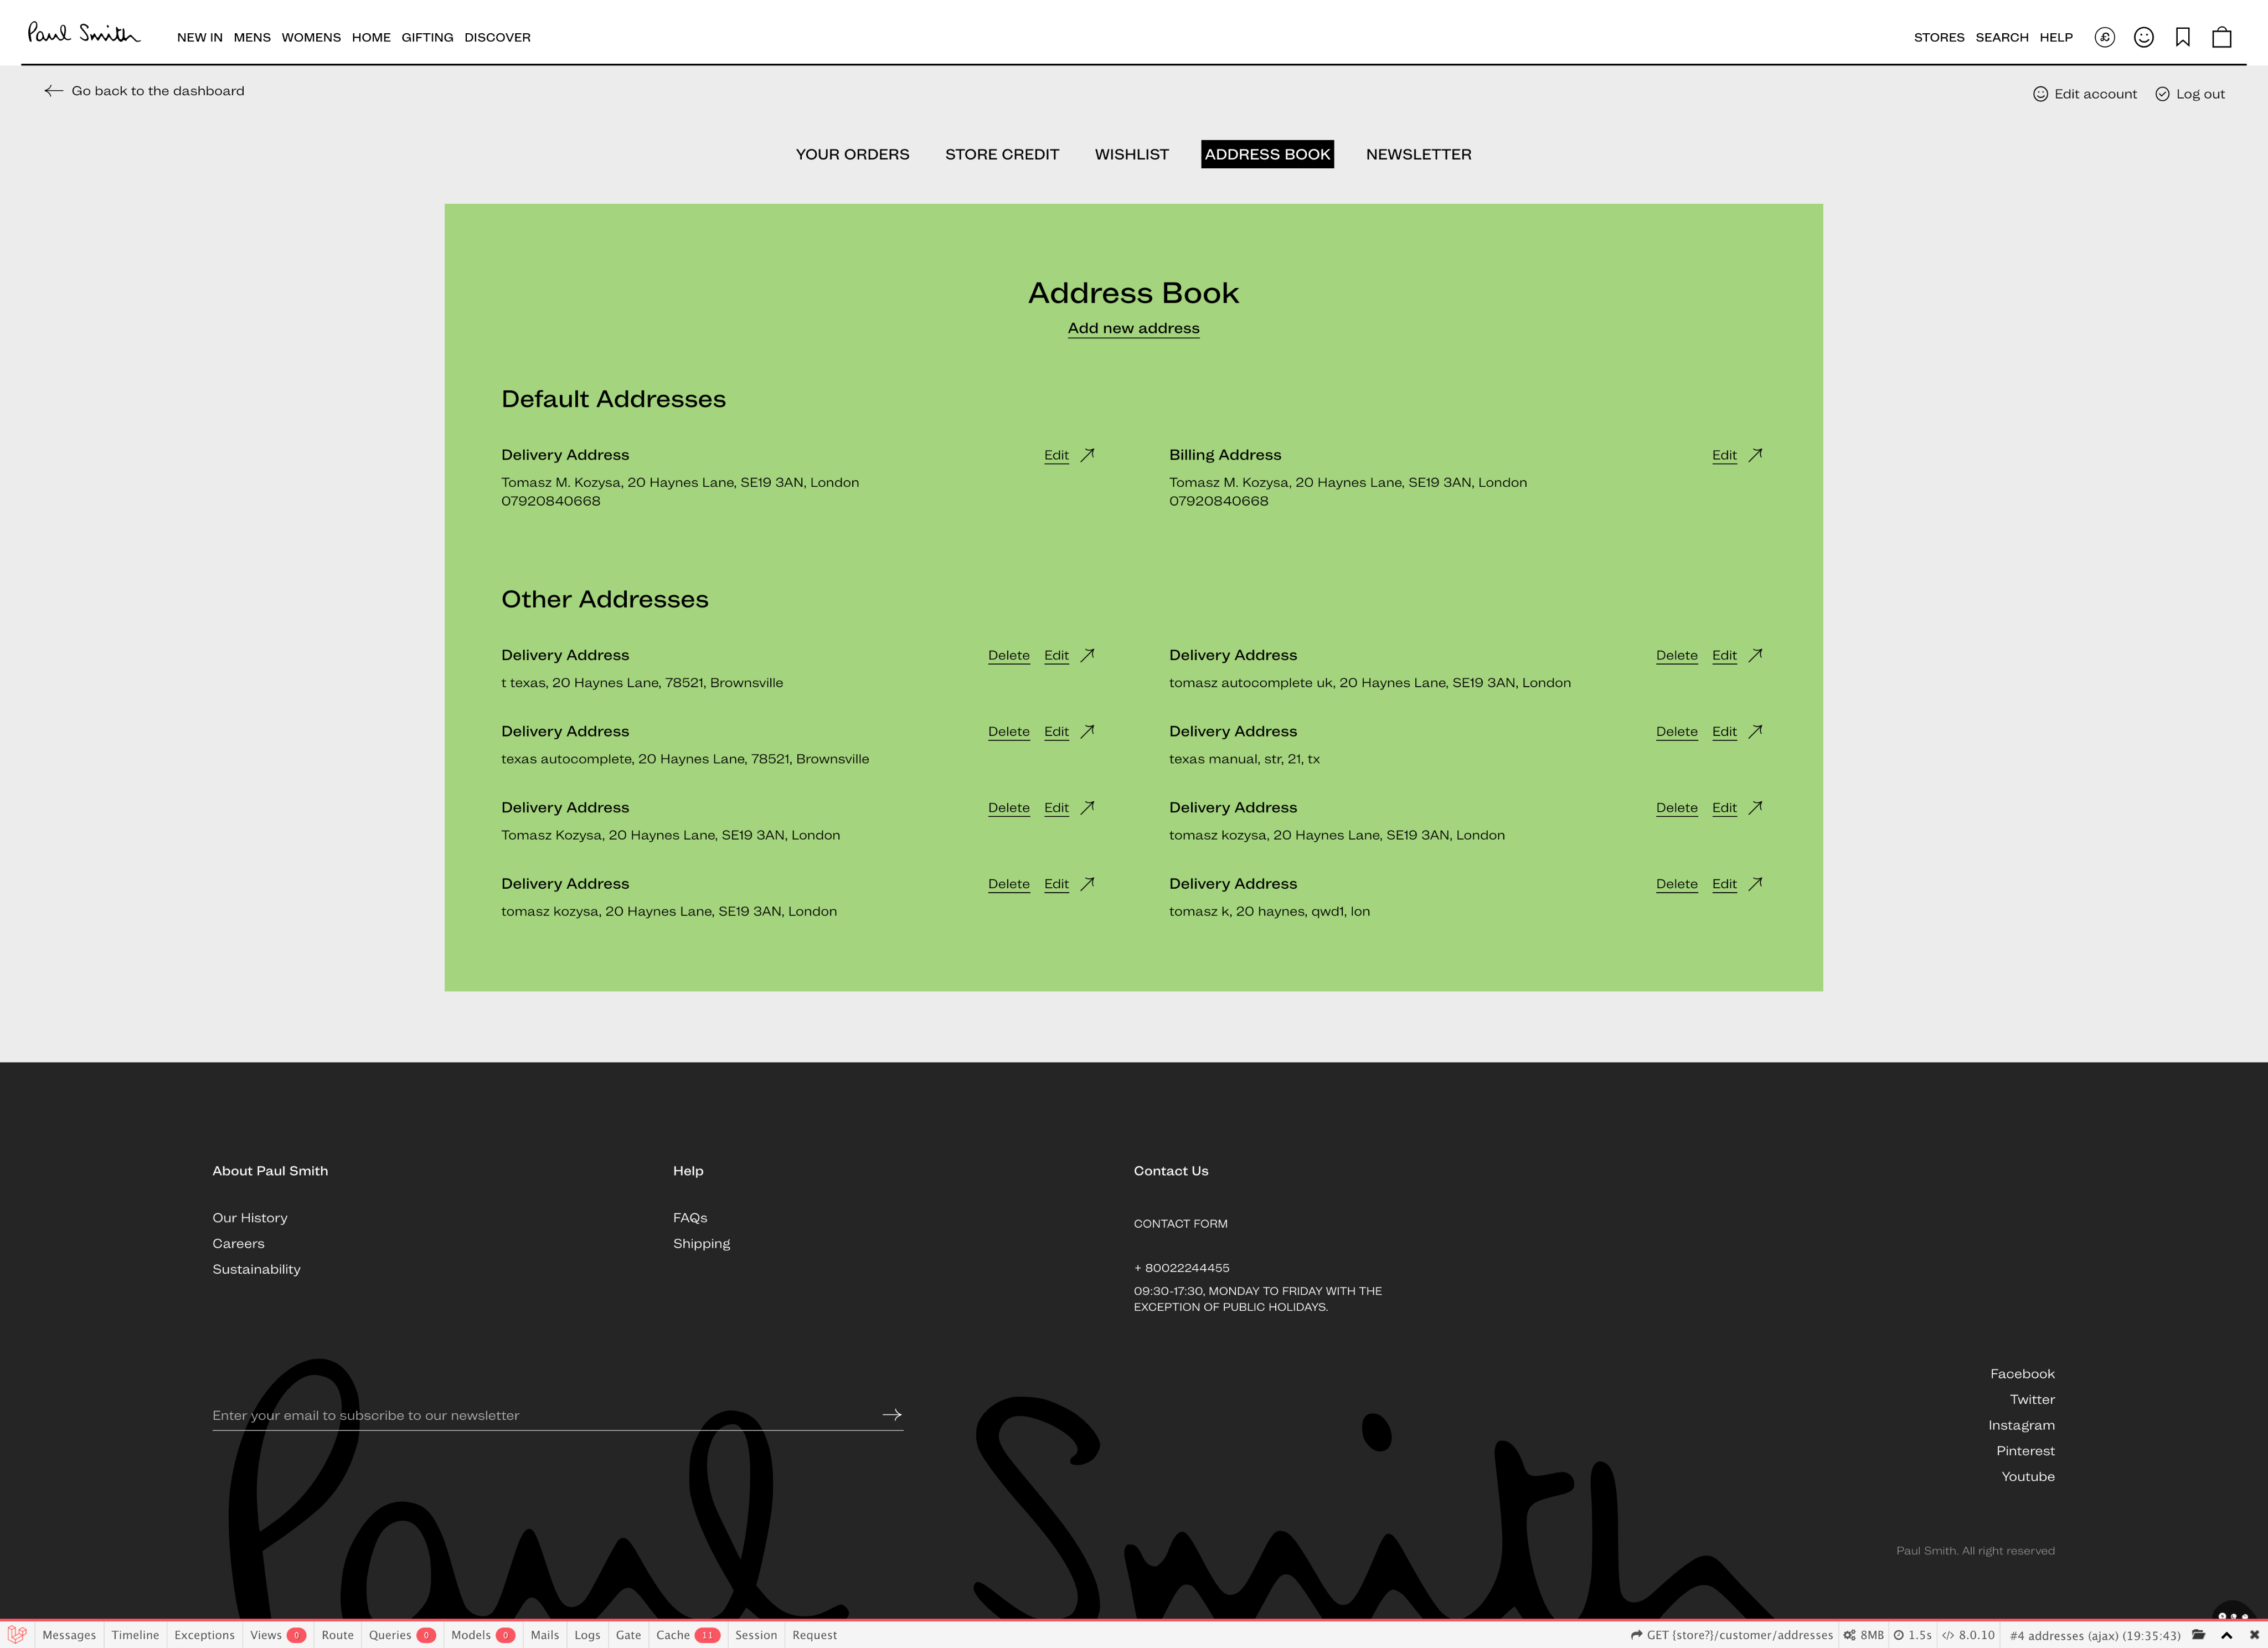 Paul Smith
NEW IN MENS WOMENS HOME GIFTING DISCOVER
STORES SEARCH HELP £
Go back to the dashboard
Edit account Log out
YOUR ORDERS STORE CREDIT WISHLIST ADDRESS BOOK NEWSLETTER
Address Book
Add new address
Default Addresses
Delivery Address Edit
Tomasz M. Kozysa, 20 Haynes Lane, SE19 3AN, London
07920840668
Billing Address Edit
Tomasz M. Kozysa, 20 Haynes Lane, SE19 3AN, London
07920840668
Other Addresses
Delivery Address Delete Edit
t texas, 20 Haynes Lane, 78521, Brownsville
Delivery Address Delete Edit
tomasz autocomplete uk, 20 Haynes Lane, SE19 3AN, London
Delivery Address Delete Edit
texas autocomplete, 20 Haynes Lane, 78521, Brownsville
Delivery Address Delete Edit
texas manual, str, 21, tx
Delivery Address Delete Edit
Tomasz Kozysa, 20 Haynes Lane, SE19 3AN, London
Delivery Address Delete Edit
tomasz kozysa, 20 Haynes Lane, SE19 3AN, London
Delivery Address Delete Edit
tomasz kozysa, 20 Haynes Lane, SE19 3AN, London
Delivery Address Delete Edit
tomasz k, 20 haynes, qwd1, lon
About Paul Smith
Our History
Careers
Sustainability
Help
FAQs
Shipping
Contact Us
CONTACT FORM
+ 80022244455
09:30-17:30, MONDAY TO FRIDAY WITH THE
EXCEPTION OF PUBLIC HOLIDAYS.
Enter your email to subscribe to our newsletter
Facebook
Twitter
Instagram
Pinterest
Youtube
Paul Smith
Paul Smith. All right reserved
Messages Timeline Exceptions Views 0 Route Queries 0 Models 0 Mails Logs Gate Cache 11 Session Request
GET {store?}/customer/addresses 8MB 1.5s </> 8.0.10 #4 addresses (ajax) (19:35:43)